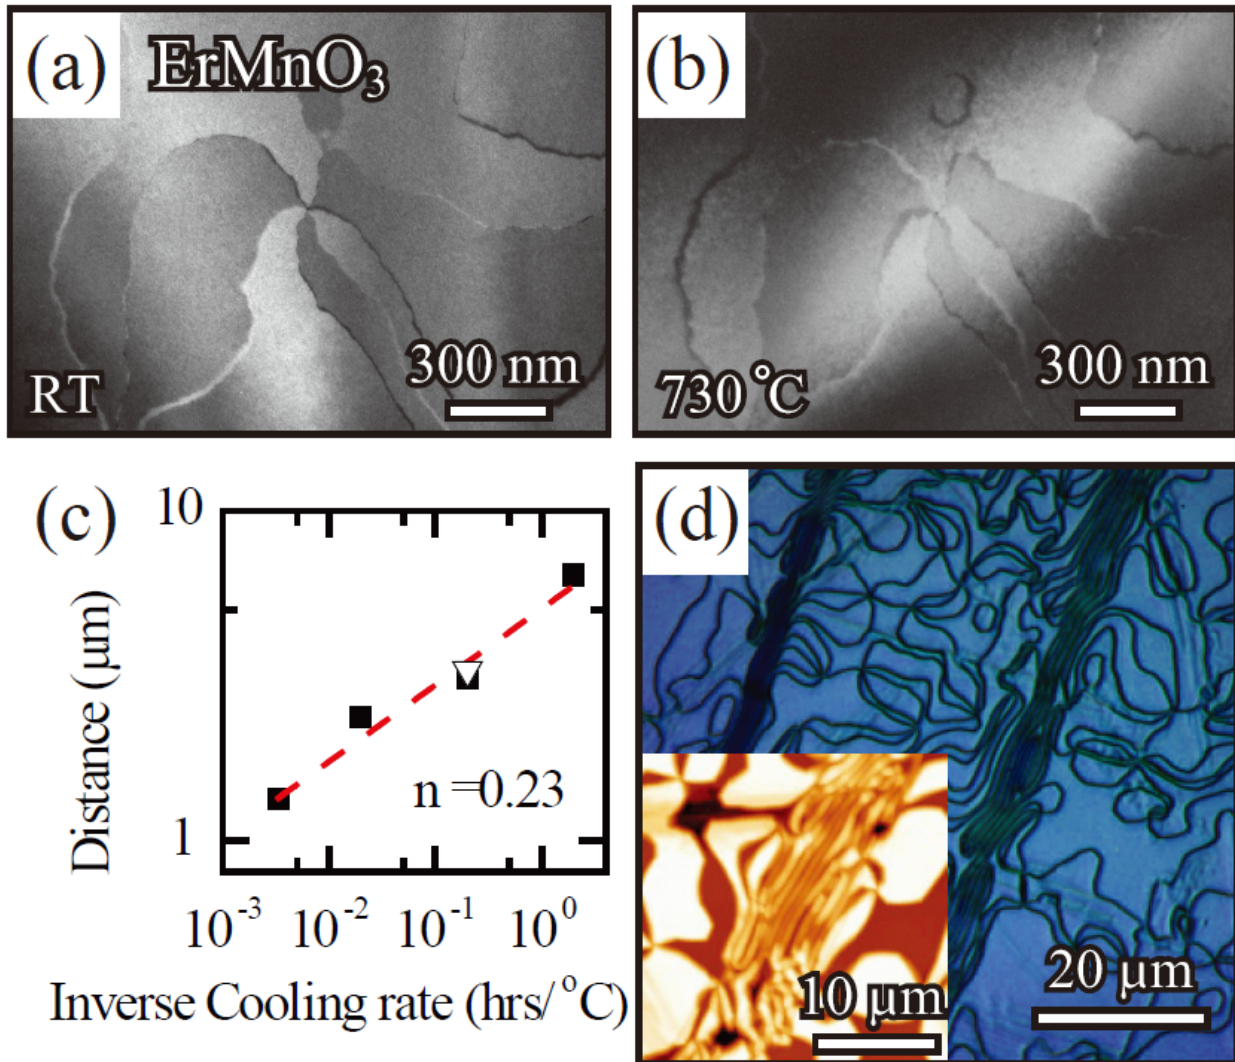 (a)
ErMnO₃
RT
300 nm
(b)
730 °C
300 nm
(c)
10
1
Distance (μm)
n =0.23
10⁻³ 10⁻² 10⁻¹ 10⁰
Inverse Cooling rate (hrs/°C)
(d)
10 μm
20 μm